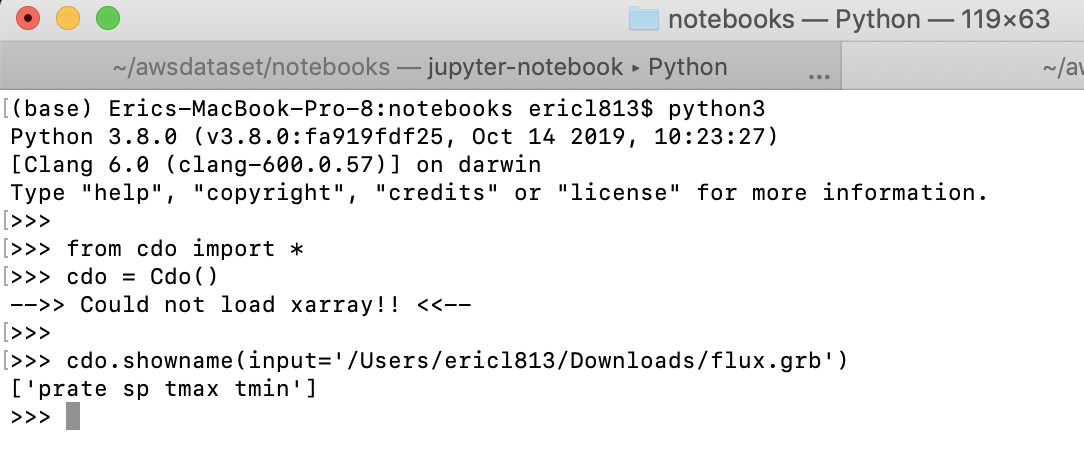 notebooks — Python — 119×63
~/awsdataset/notebooks — jupyter-notebook ▸ Python ...
~/aw
[(base) Erics-MacBook-Pro-8:notebooks ericl813$ python3
Python 3.8.0 (v3.8.0:fa919fdf25, Oct 14 2019, 10:23:27)
[Clang 6.0 (clang-600.0.57)] on darwin
Type "help", "copyright", "credits" or "license" for more information.
[>>>
[>>> from cdo import *
[>>> cdo = Cdo()
-->> Could not load xarray!! <<--
[>>>
[>>> cdo.showname(input='/Users/ericl813/Downloads/flux.grb')
['prate sp tmax tmin']
>>>